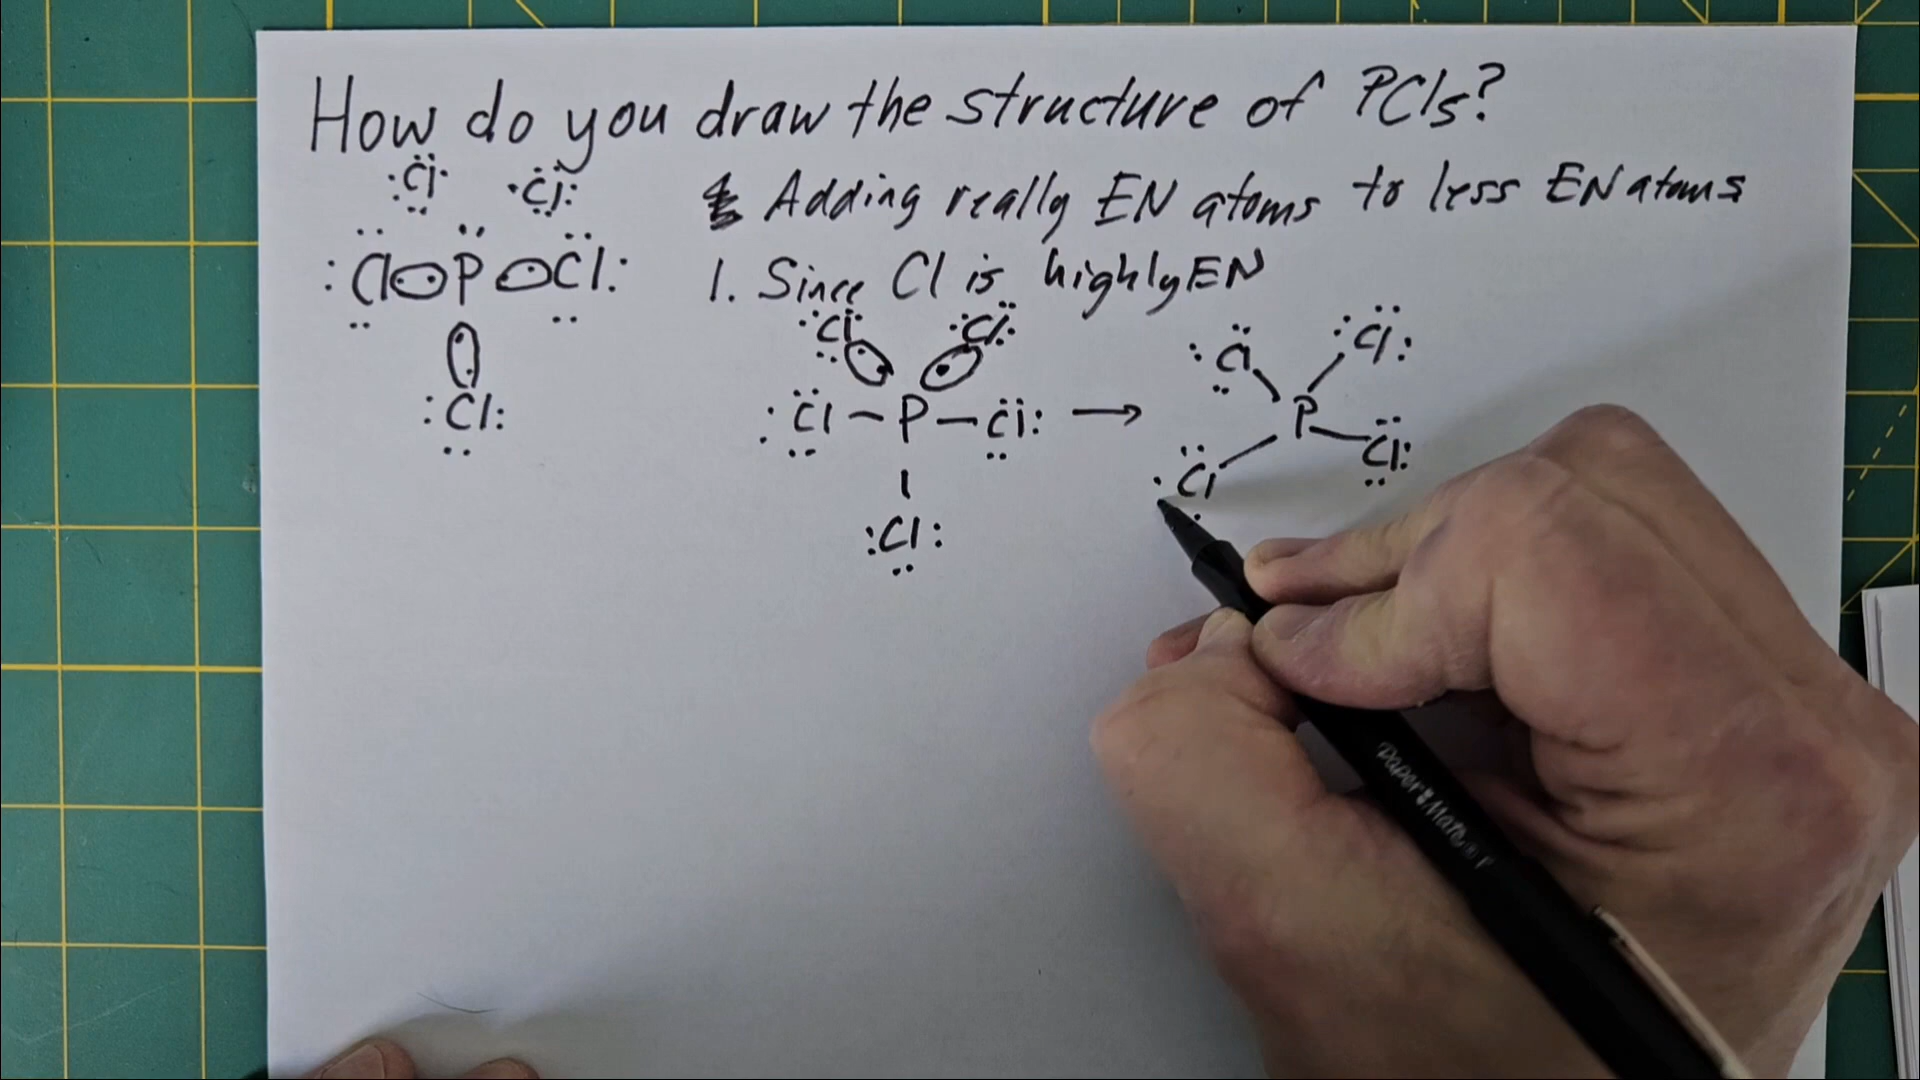 How do you draw the structure of PCl5?
Adding really EN atoms to less EN atoms
1. Since Cl is highly EN
Cl Cl
Cl P Cl
Cl
Cl Cl
Cl – P – Cl →
Cl
Cl Cl
P
Cl Cl
Paper Mate